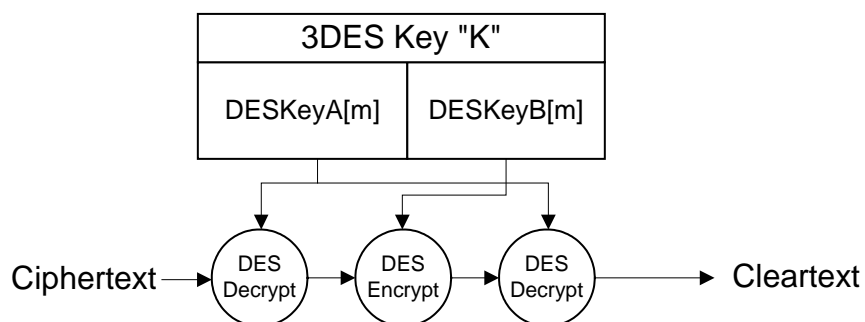 3DES Key "K"
DESKeyA[m] DESKeyB[m]
Ciphertext
DES
Decrypt
DES
Encrypt
DES
Decrypt
Cleartext